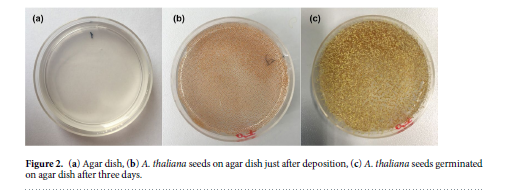 (a) (b) (c)
Figure 2. (a) Agar dish, (b) A. thaliana seeds on agar dish just after deposition, (c) A. thaliana seeds germinated
on agar dish after three days.